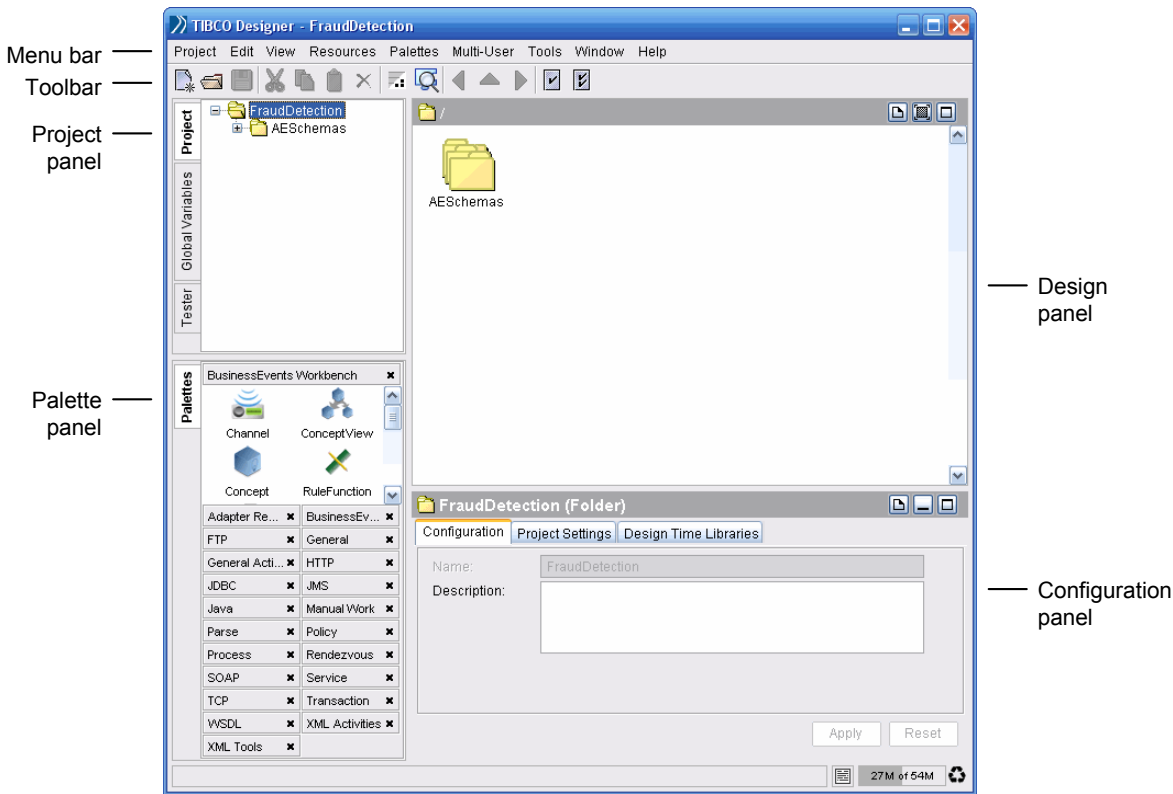 TIBCO Designer - FraudDetection
Project Edit View Resources Palettes Multi-User Tools Window Help
Menu bar
Toolbar
Project
panel
Project
Global Variables
Tester
FraudDetection
AESchemas
/
AESchemas
Design
panel
Palette
panel
Palettes
BusinessEvents Workbench
Channel ConceptView
Concept RuleFunction
Adapter Re... BusinessEv...
FTP General
General Acti... HTTP
JDBC JMS
Java Manual Work
Parse Policy
Process Rendezvous
SOAP Service
TCP Transaction
WSDL XML Activities
XML Tools
FraudDetection (Folder)
Configuration Project Settings Design Time Libraries
Name: FraudDetection
Description:
Configuration
panel
Apply Reset
27M of 54M